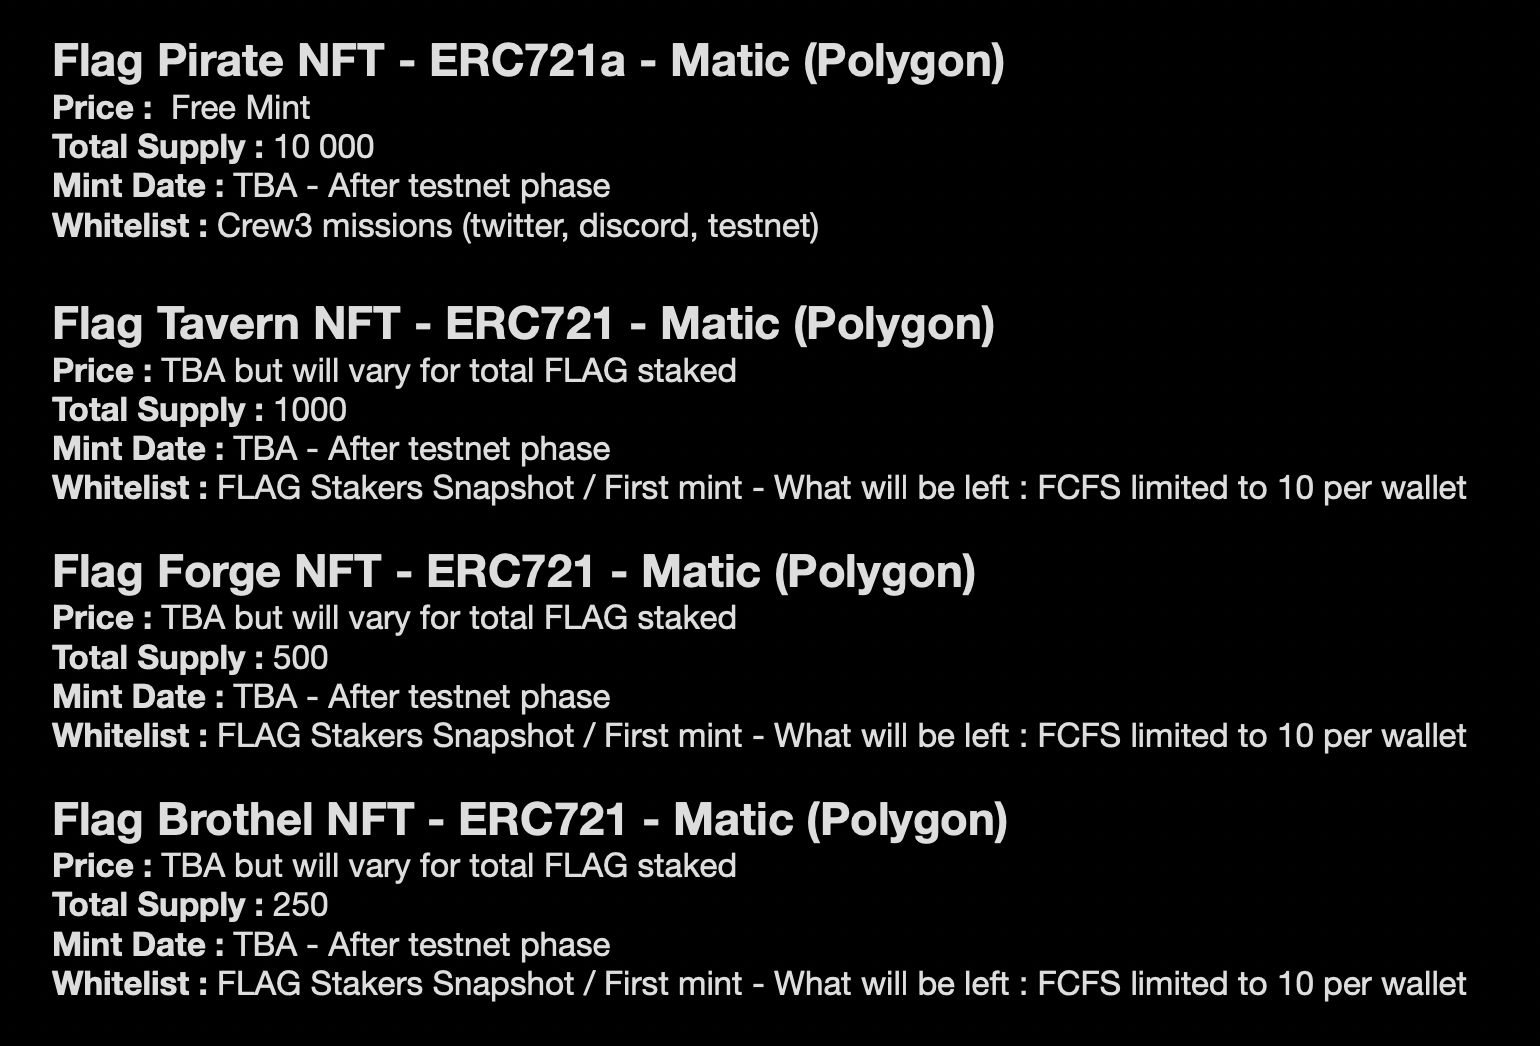 Flag Pirate NFT - ERC721a - Matic (Polygon)
Price :  Free Mint
Total Supply : 10 000
Mint Date : TBA - After testnet phase
Whitelist : Crew3 missions (twitter, discord, testnet)
Flag Tavern NFT - ERC721 - Matic (Polygon)
Price : TBA but will vary for total FLAG staked
Total Supply : 1000
Mint Date : TBA - After testnet phase
Whitelist : FLAG Stakers Snapshot / First mint - What will be left : FCFS limited to 10 per wallet
Flag Forge NFT - ERC721 - Matic (Polygon)
Price : TBA but will vary for total FLAG staked
Total Supply : 500
Mint Date : TBA - After testnet phase
Whitelist : FLAG Stakers Snapshot / First mint - What will be left : FCFS limited to 10 per wallet
Flag Brothel NFT - ERC721 - Matic (Polygon)
Price : TBA but will vary for total FLAG staked
Total Supply : 250
Mint Date : TBA - After testnet phase
Whitelist : FLAG Stakers Snapshot / First mint - What will be left : FCFS limited to 10 per wallet